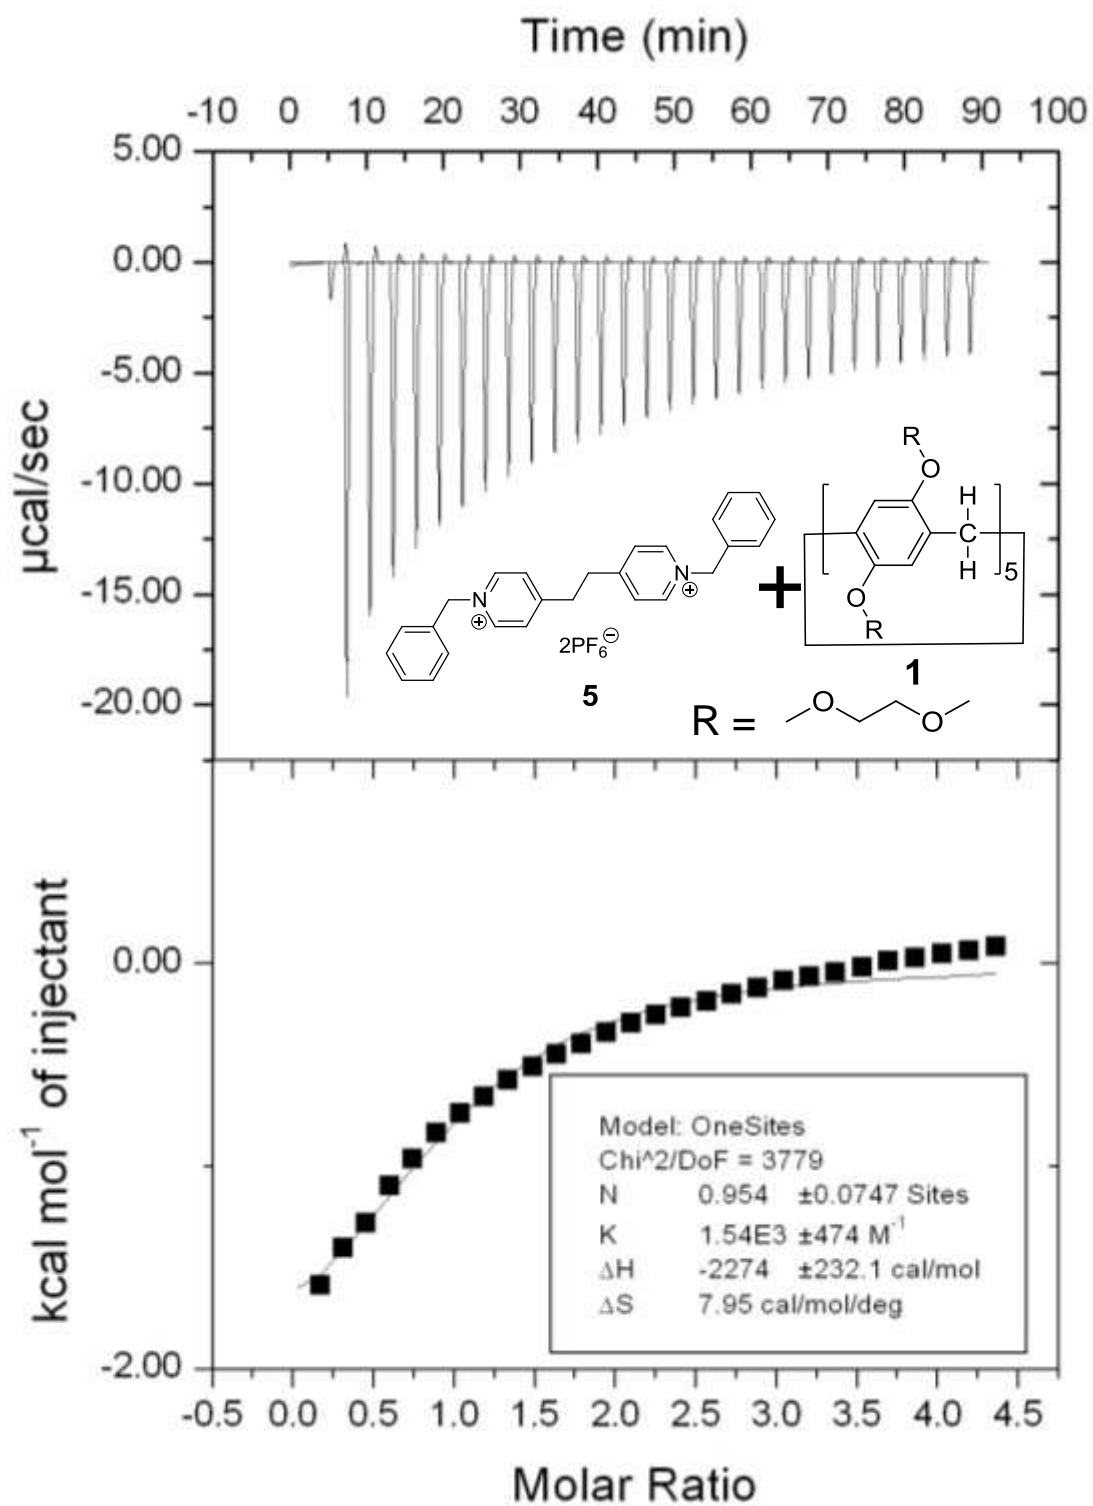 Time (min)
-10 0 10 20 30 40 50 60 70 80 90 100
5.00
0.00
-5.00
-10.00
-15.00
-20.00
µcal/sec
R
O
H
C
H
5
O
R
N
⊕
N
⊕
2PF6⊖
+
5
1
R =
O
O
0.00
-2.00
kcal mol-1 of injectant
Model: OneSites
Chi^2/DoF = 3779
N 0.954 ±0.0747 Sites
K 1.54E3 ±474 M-1
ΔH -2274 ±232.1 cal/mol
ΔS 7.95 cal/mol/deg
-0.5 0.0 0.5 1.0 1.5 2.0 2.5 3.0 3.5 4.0 4.5
Molar Ratio